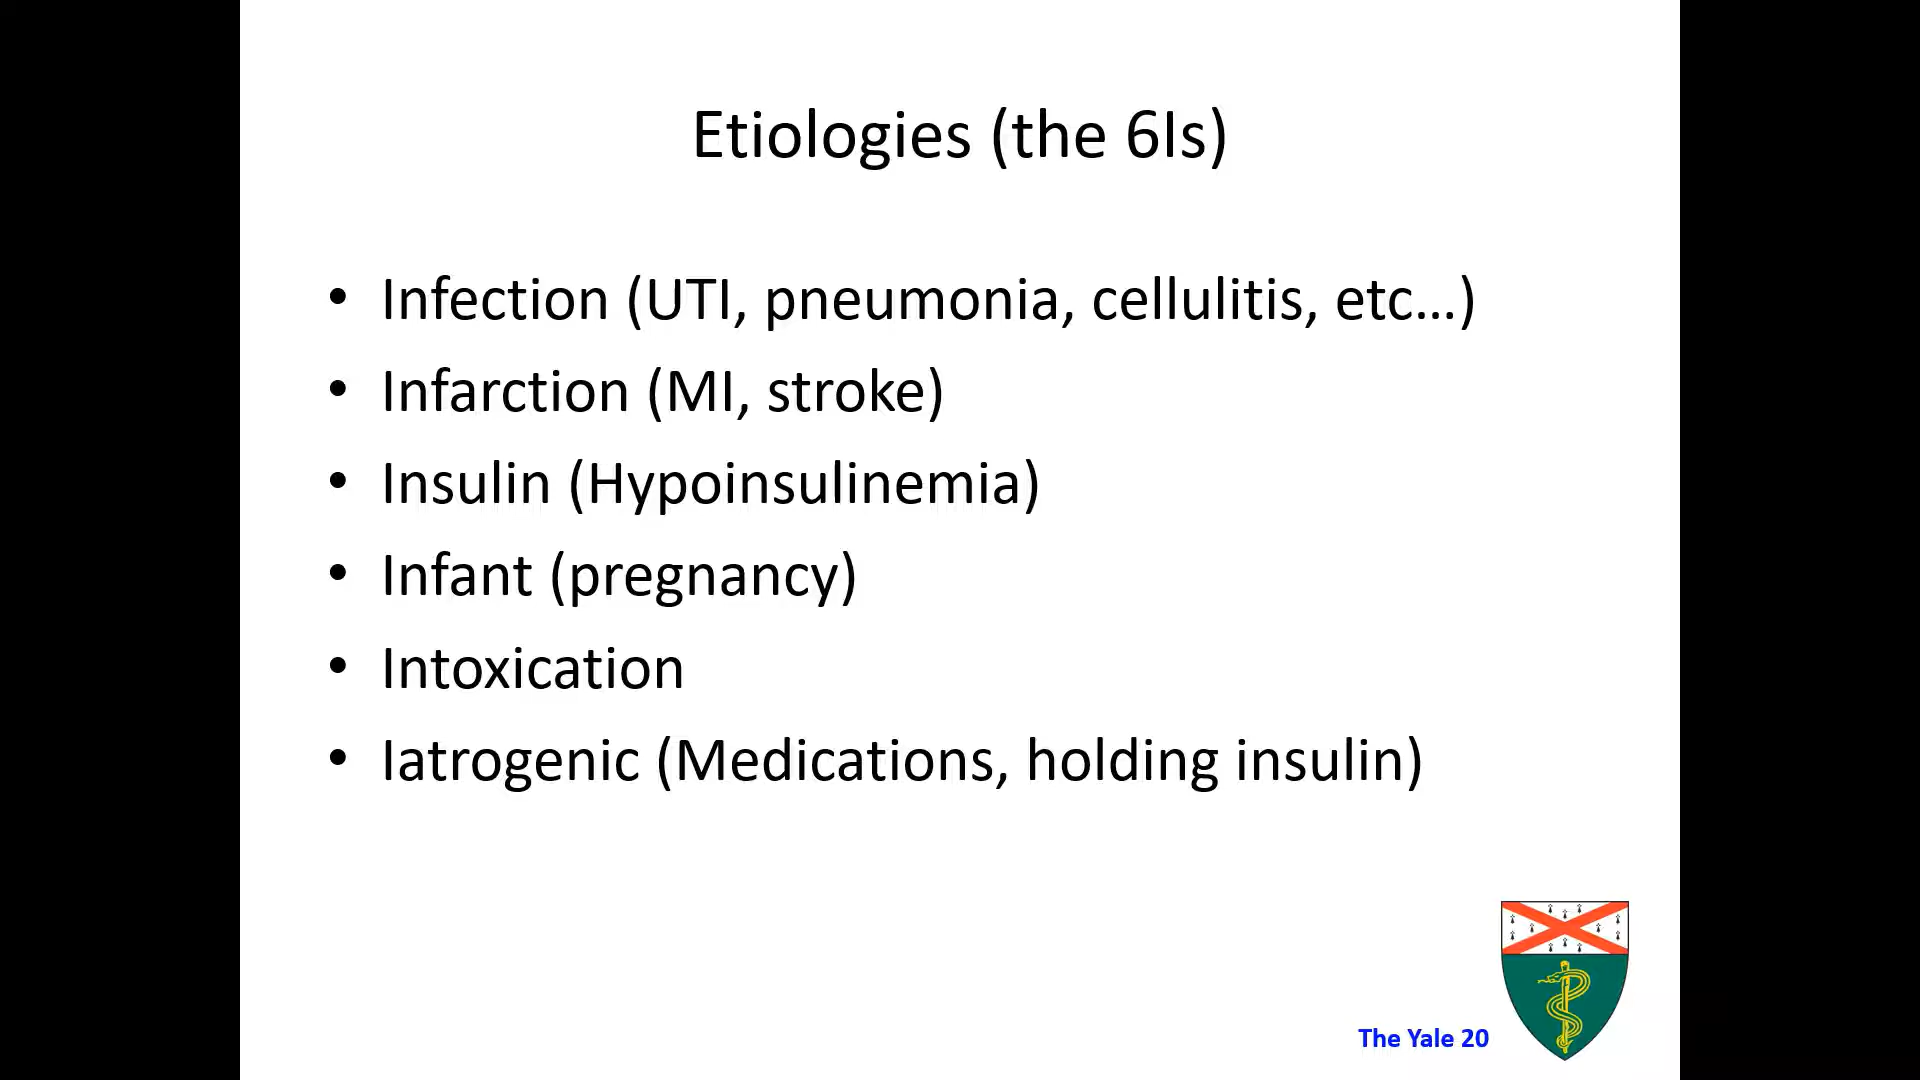 Etiologies (the 6Is)
• Infection (UTI, pneumonia, cellulitis, etc...)
• Infarction (MI, stroke)
• Insulin (Hypoinsulinemia)
• Infant (pregnancy)
• Intoxication
• Iatrogenic (Medications, holding insulin)
The Yale 20